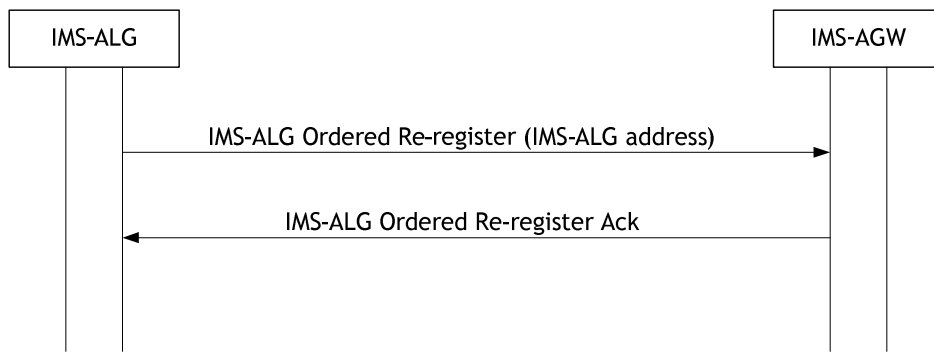 IMS-ALG
IMS-AGW
IMS-ALG Ordered Re-register (IMS-ALG address)
IMS-ALG Ordered Re-register Ack